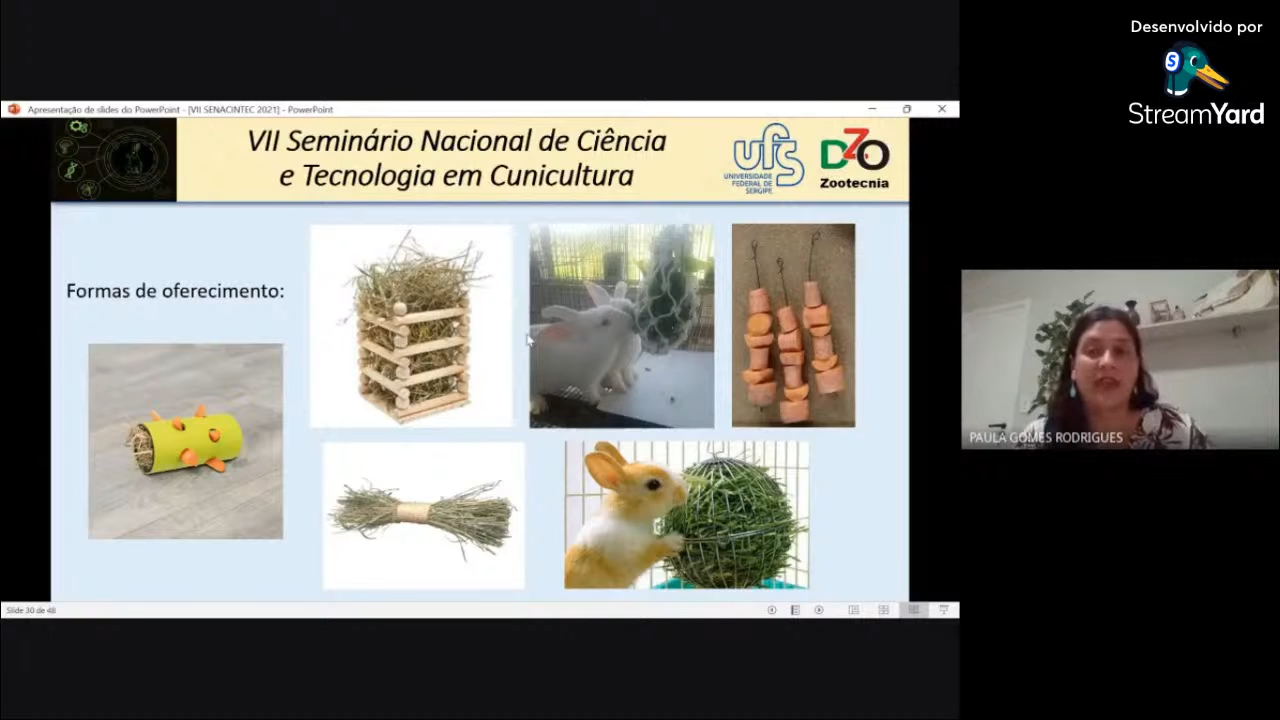 Desenvolvido por
StreamYard
Apresentação de slides do PowerPoint - [VII SENACINTEC 2021] - PowerPoint
VII Seminário Nacional de Ciência
e Tecnologia em Cunicultura
ufs
UNIVERSIDADE
FEDERAL DE
SERGIPE
DZO
Zootecnia
Formas de oferecimento:
PAULA GOMES RODRIGUES
Slide 30 de 48